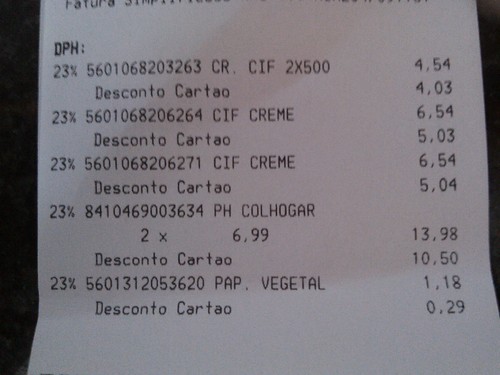 Fatura Simplificada
DPH:
23% 5601068203263 CR. CIF 2X500 4,54
Desconto Cartao 4,03
23% 5601068206264 CIF CREME 6,54
Desconto Cartao 5,03
23% 5601068206271 CIF CREME 6,54
Desconto Cartao 5,04
23% 8410469003634 PH COLHOGAR
2 x 6,99 13,98
Desconto Cartao 10,50
23% 5601312053620 PAP. VEGETAL 1,18
Desconto Cartao 0,29